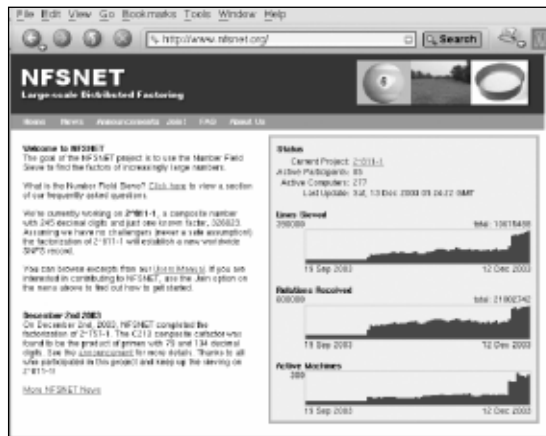 File Edit View Go Bookmarks Tools Window Help
http://www.nfsnet.org/
Search
NFSNET
Large-scale Distributed Factoring
Home News Announcements Join! FAQ About Us
Welcome to NFSNET
The goal of the NFSNET project is to use the Number Field
Sieve to find the factors of increasingly large numbers.
What is the Number Field Sieve? Click here to view a section
of our frequently asked questions.
We're currently working on 2^811-1, a composite number
with 245 decimal digits and just one known factor, 326023.
Assuming we have no challengers (never a safe assumption!)
the factorization of 2^811-1 will establish a new worldwide
SNFS record.
You can browse excerpts from our Users Manual. If you are
interested in contributing to NFSNET, use the Join option on
the menu above to find out how to get started.
December 2nd 2003
On December 2nd, 2003, NFSNET completed the
factorization of 2^757-1. The C213 composite cofactor was
found to be the product of primes with 79 and 134 decimal
digits. See the announcement for more details. Thanks to all
who participated in this project and keep up the sieving on
2^811-1!
More NFSNET News
Status
Current Project: 2^811-1
Active Participants: 85
Active Computers: 277
Last Update: Sat, 13 Dec 2003 GMT
Lines Sieved
total:
19 Sep 2003 12 Dec 2003
Relations Received
total:
19 Sep 2003 12 Dec 2003
Active Machines
300
19 Sep 2003 12 Dec 2003